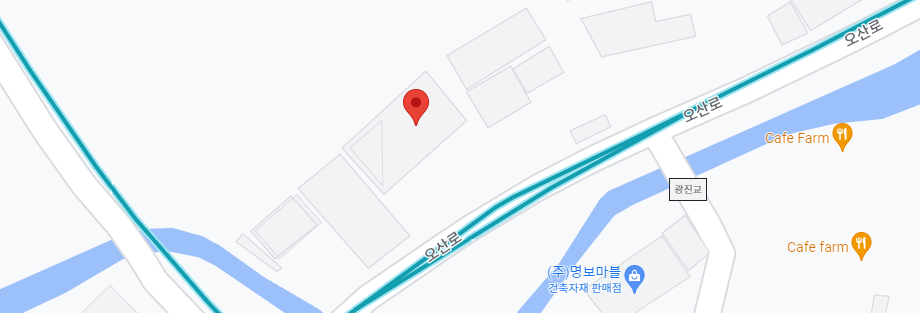 오산로
오산로
Cafe Farm
광진교
오산로
Cafe farm
(주)명보마블
건축자재 판매점